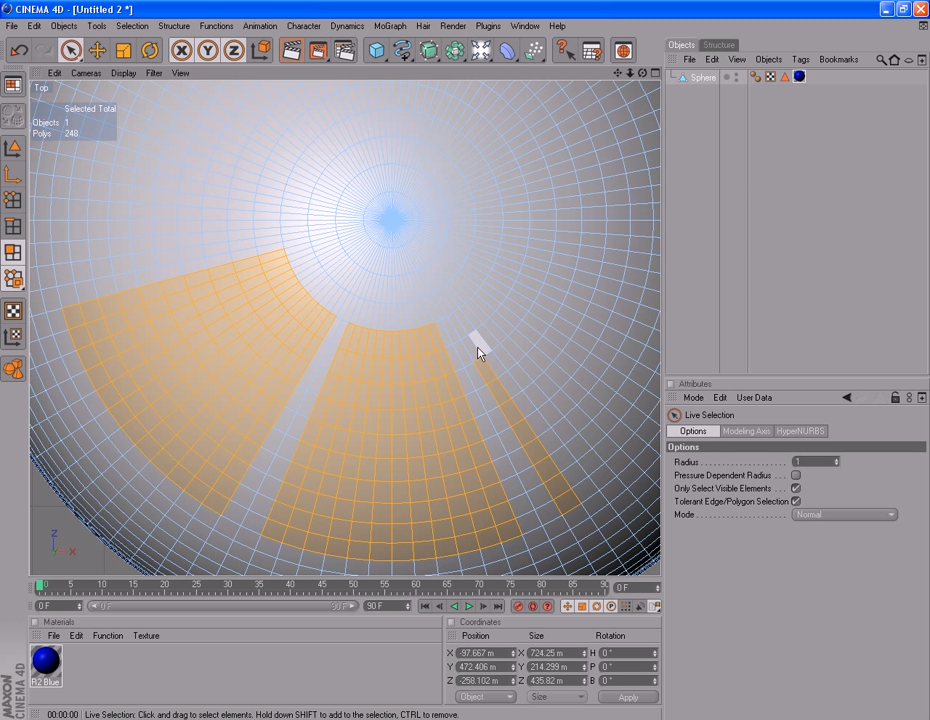 CINEMA 4D - [Untitled 2 *]
File Edit Objects Tools Selection Structure Functions Animation Character Dynamics MoGraph Hair Render Plugins Window Help
Objects Structure
File Edit View Objects Tags Bookmarks
Sphere
Edit Cameras Display Filter View
Top
Selected Total
Objects 1
Polys 248
Z
Y X
Attributes
Mode Edit User Data
Live Selection
Options Modeling Axis HyperNURBS
Options
Radius 1
Pressure Dependent Radius
Only Select Visible Elements
Tolerant Edge/Polygon Selection
Mode Normal
0 5 10 15 20 25 30 35 40 45 50 55 60 65 70 75 80 85 90
0 F
0 F 0 F 90 F 90 F
Materials
File Edit Function Texture
R2 Blue
Coordinates
Position Size Rotation
X -97.667 m X 724.25 m H 0 °
Y 472.406 m Y 214.299 m P 0 °
Z -258.102 m Z 435.82 m B 0 °
Object Size Apply
MAXON
CINEMA 4D
00:00:00 Live Selection: Click and drag to select elements. Hold down SHIFT to add to the selection, CTRL to remove.